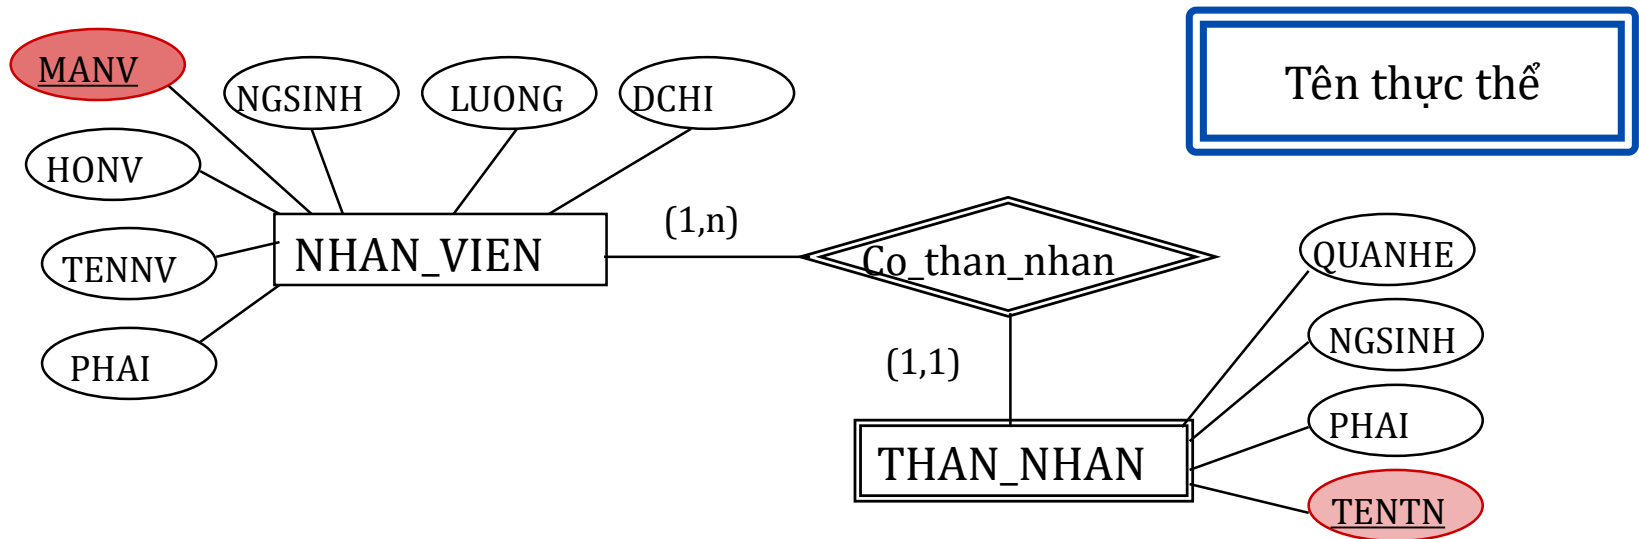 MANV
NGSINH
LUONG
DCHI
Tên thực thể
HONV
TENNV
PHAI
NHAN_VIEN
(1,n)
Co_than_nhan
(1,1)
THAN_NHAN
QUANHE
NGSINH
PHAI
TENTN